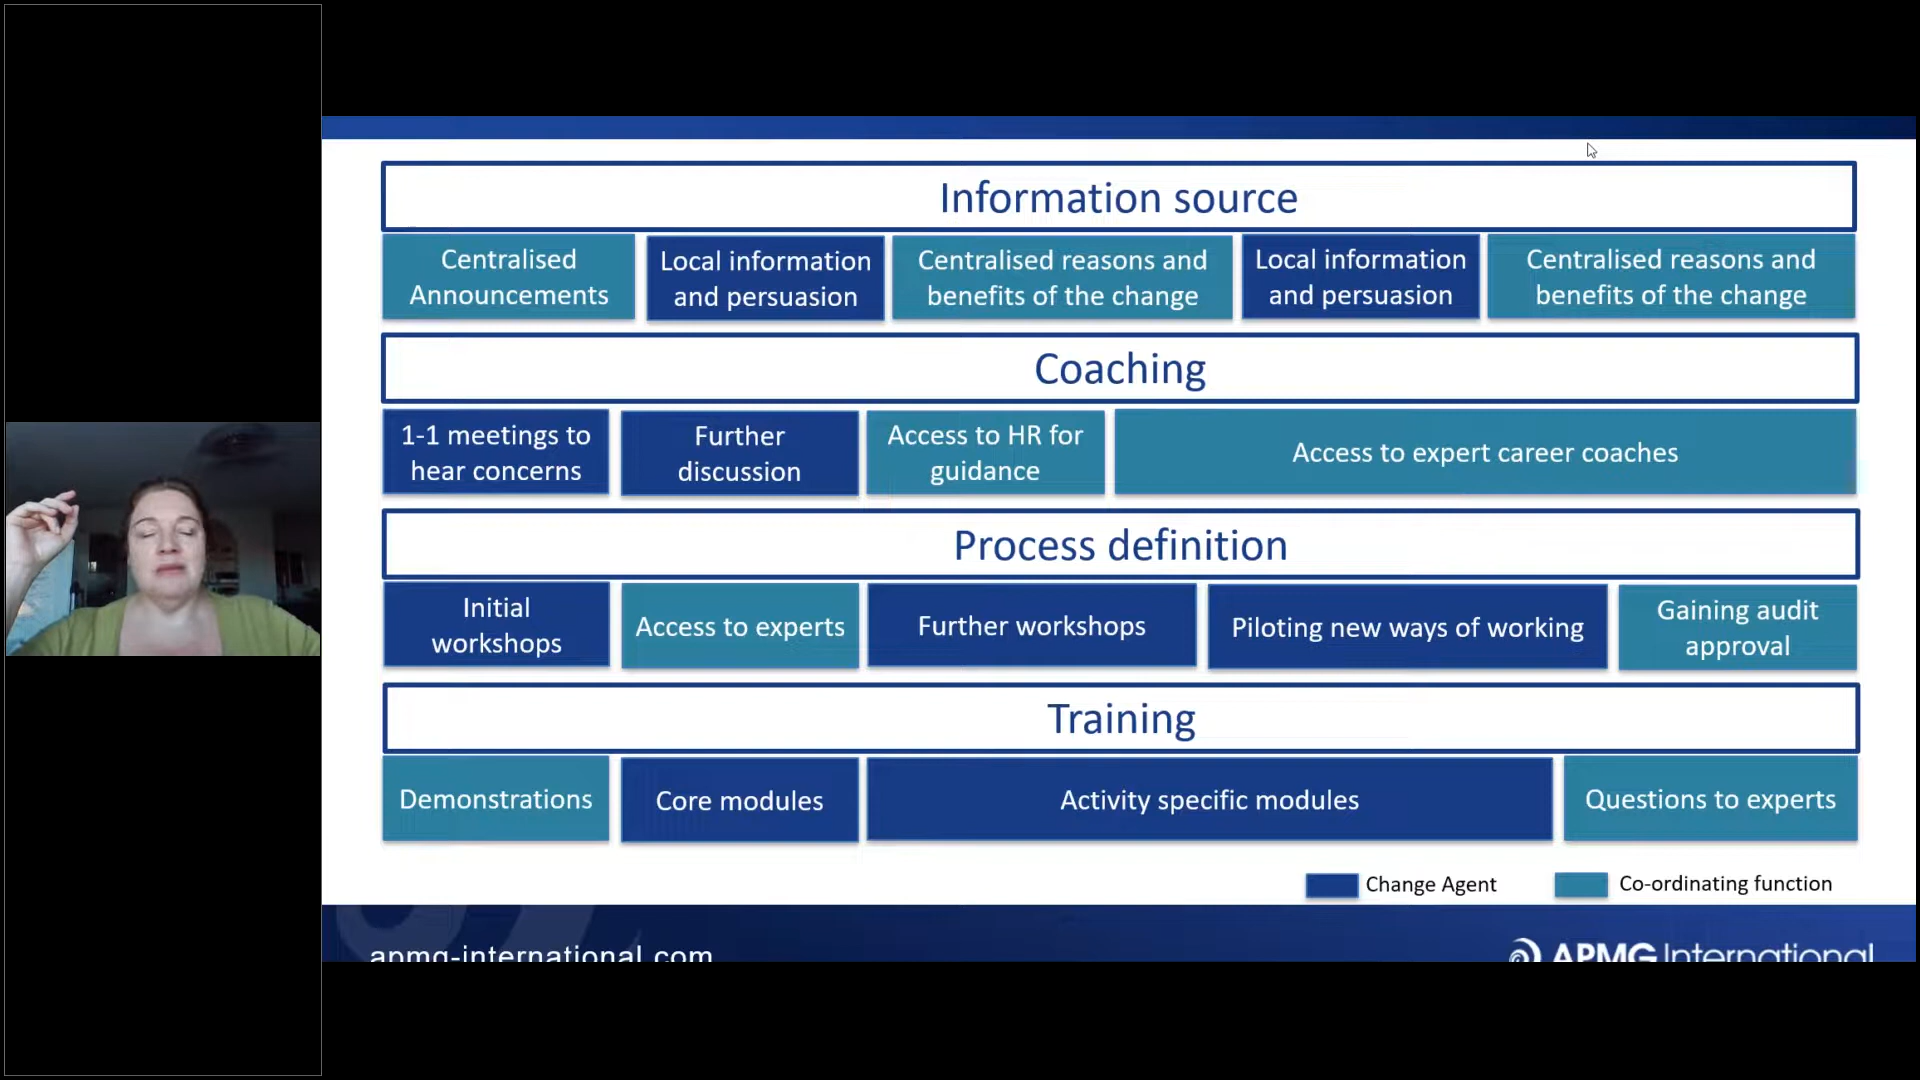 Information source
Centralised
Announcements
Local information
and persuasion
Centralised reasons and
benefits of the change
Local information
and persuasion
Centralised reasons and
benefits of the change
Coaching
1-1 meetings to
hear concerns
Further
discussion
Access to HR for
guidance
Access to expert career coaches
Process definition
Initial
workshops
Access to experts
Further workshops
Piloting new ways of working
Gaining audit
approval
Training
Demonstrations
Core modules
Activity specific modules
Questions to experts
Change Agent
Co-ordinating function
apmg-international.com
APMG International